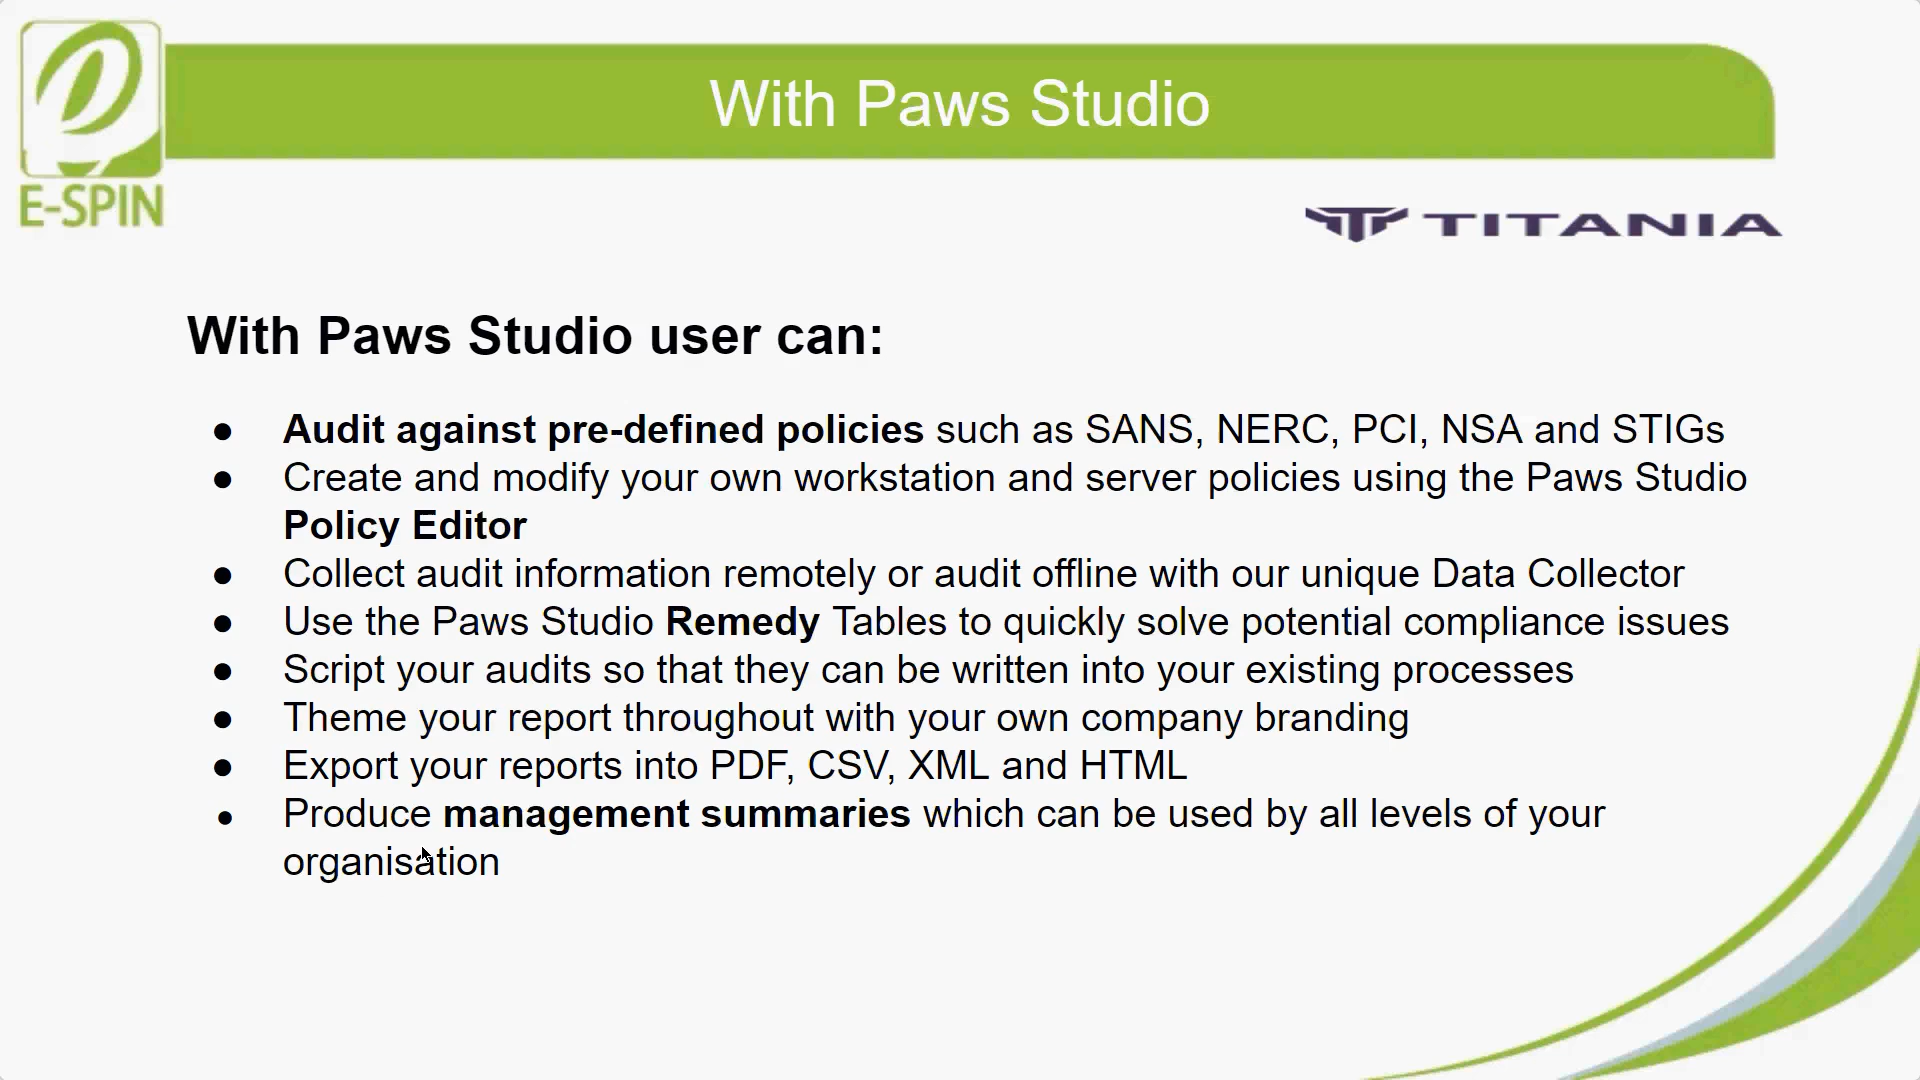 With Paws Studio
E-SPIN
TITANIA
With Paws Studio user can:
● Audit against pre-defined policies such as SANS, NERC, PCI, NSA and STIGs
● Create and modify your own workstation and server policies using the Paws Studio
Policy Editor
● Collect audit information remotely or audit offline with our unique Data Collector
● Use the Paws Studio Remedy Tables to quickly solve potential compliance issues
● Script your audits so that they can be written into your existing processes
● Theme your report throughout with your own company branding
● Export your reports into PDF, CSV, XML and HTML
● Produce management summaries which can be used by all levels of your
organisation